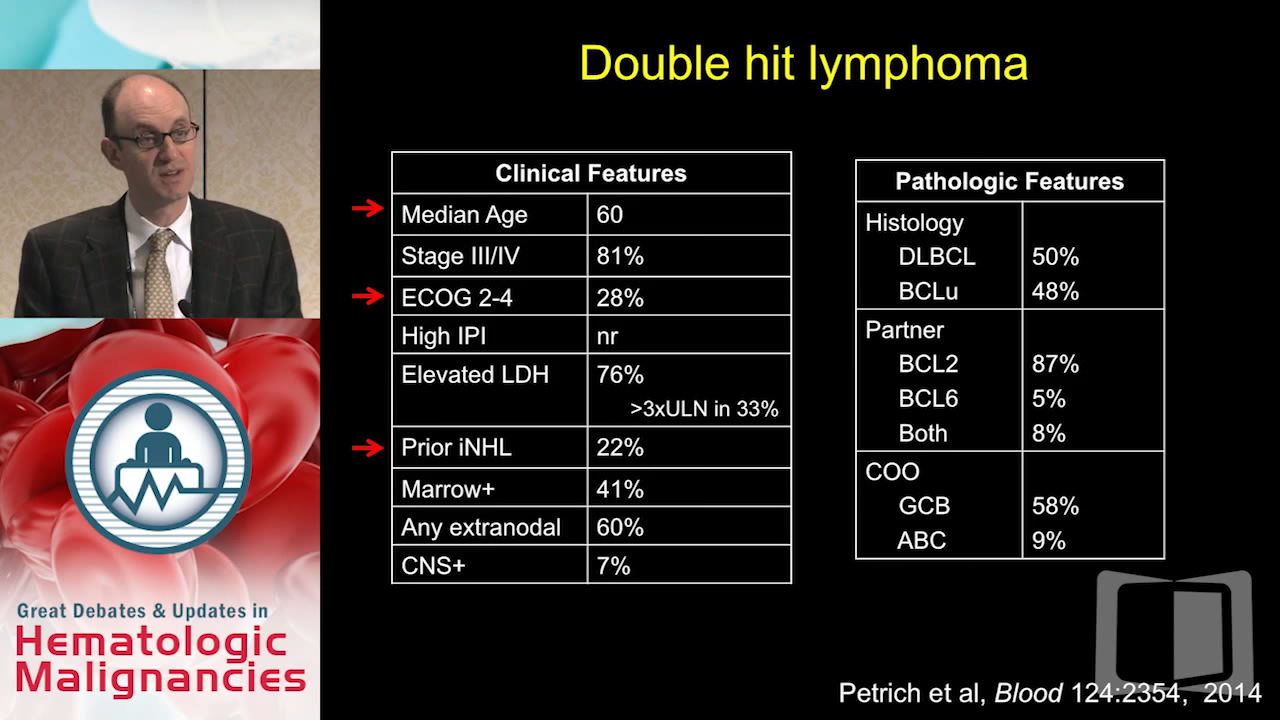 Double hit lymphoma
Clinical Features
Median Age 60
Stage III/IV 81%
ECOG 2-4 28%
High IPI nr
Elevated LDH 76%
>3xULN in 33%
Prior iNHL 22%
Marrow+ 41%
Any extranodal 60%
CNS+ 7%
Pathologic Features
Histology
DLBCL 50%
BCLu 48%
Partner
BCL2 87%
BCL6 5%
Both 8%
COO
GCB 58%
ABC 9%
Great Debates & Updates in
Hematologic
Malignancies
Petrich et al, Blood 124:2354, 2014